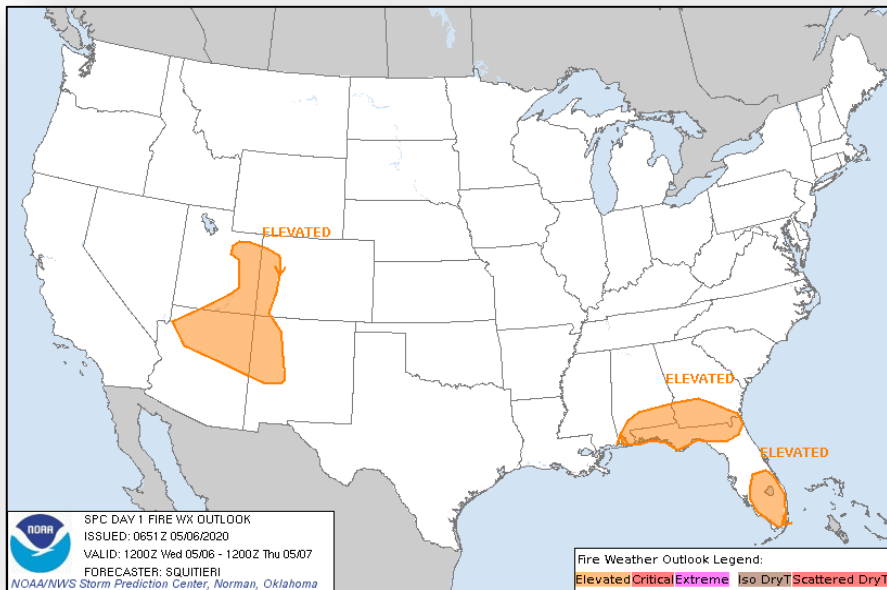 ELEVATED
ELEVATED
ELEVATED
NOAA
SPC DAY 1 FIRE WX OUTLOOK
ISSUED: 0651Z 05/06/2020
VALID: 1200Z Wed 05/06 - 1200Z Thu 05/07
FORECASTER: SQUITIERI
NOAA/NWS Storm Prediction Center, Norman, Oklahoma
Fire Weather Outlook Legend:
Elevated Critical Extreme Iso DryT Scattered DryT